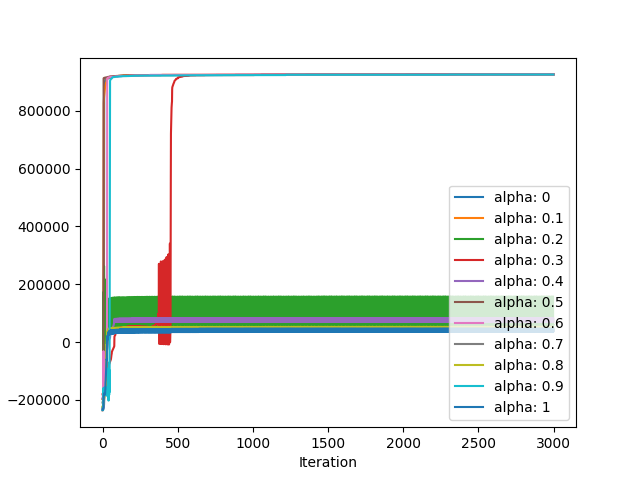 800000
600000
400000
200000
0
−200000
0
500
1000
1500
2000
2500
3000
Iteration
alpha: 0
alpha: 0.1
alpha: 0.2
alpha: 0.3
alpha: 0.4
alpha: 0.5
alpha: 0.6
alpha: 0.7
alpha: 0.8
alpha: 0.9
alpha: 1